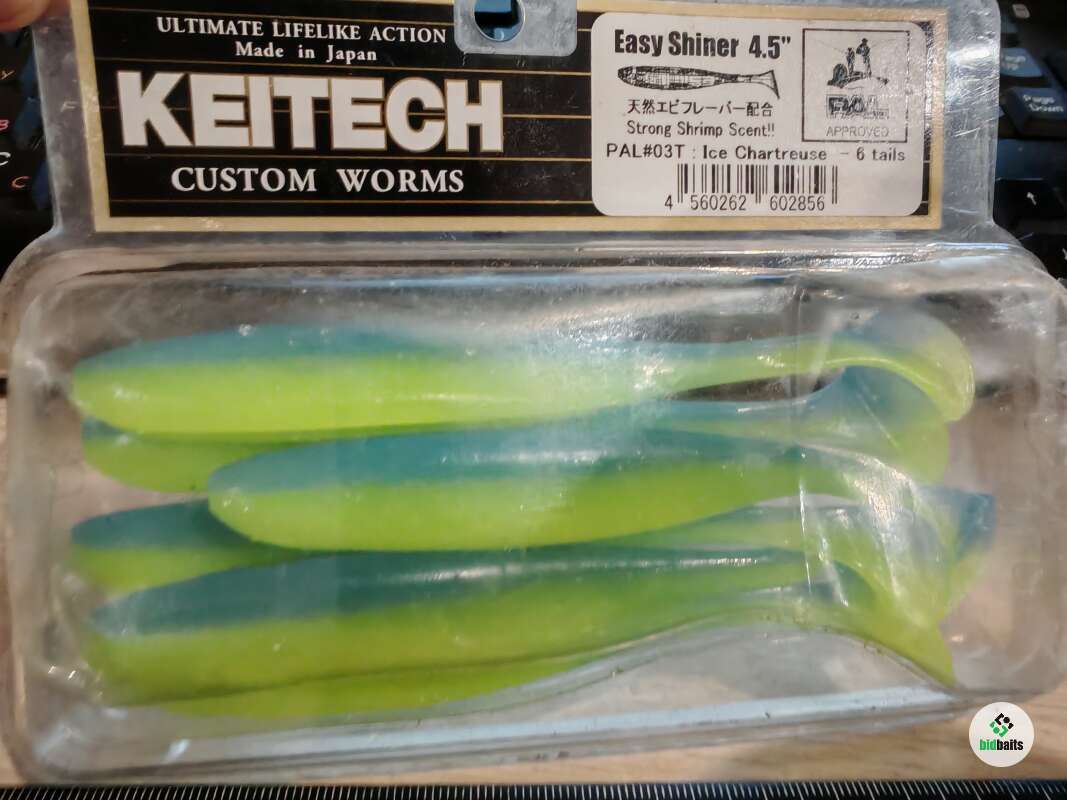 ULTIMATE LIFELIKE ACTION
Made in Japan
KEITECH
CUSTOM WORMS
Easy Shiner 4.5"
天然エビフレーバー配合
Strong Shrimp Scent!!
PAL#03T : Ice Chartreuse - 6 tails
4 560262 602856
APPROVED
Page
Down
bidbaits